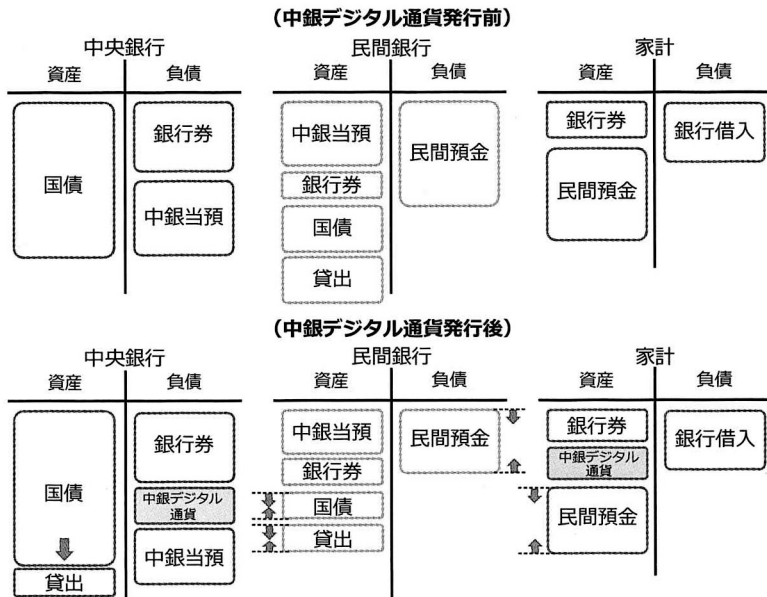 (中銀デジタル通貨発行前)
中央銀行
資産
負債
国債
銀行券
中銀当預
民間銀行
資産
負債
中銀当預
銀行券
国債
貸出
民間預金
家計
資産
負債
銀行券
民間預金
銀行借入
(中銀デジタル通貨発行後)
中央銀行
資産
負債
国債
貸出
銀行券
中銀デジタル
通貨
中銀当預
民間銀行
資産
負債
中銀当預
銀行券
国債
貸出
民間預金
家計
資産
負債
銀行券
中銀デジタル
通貨
民間預金
銀行借入